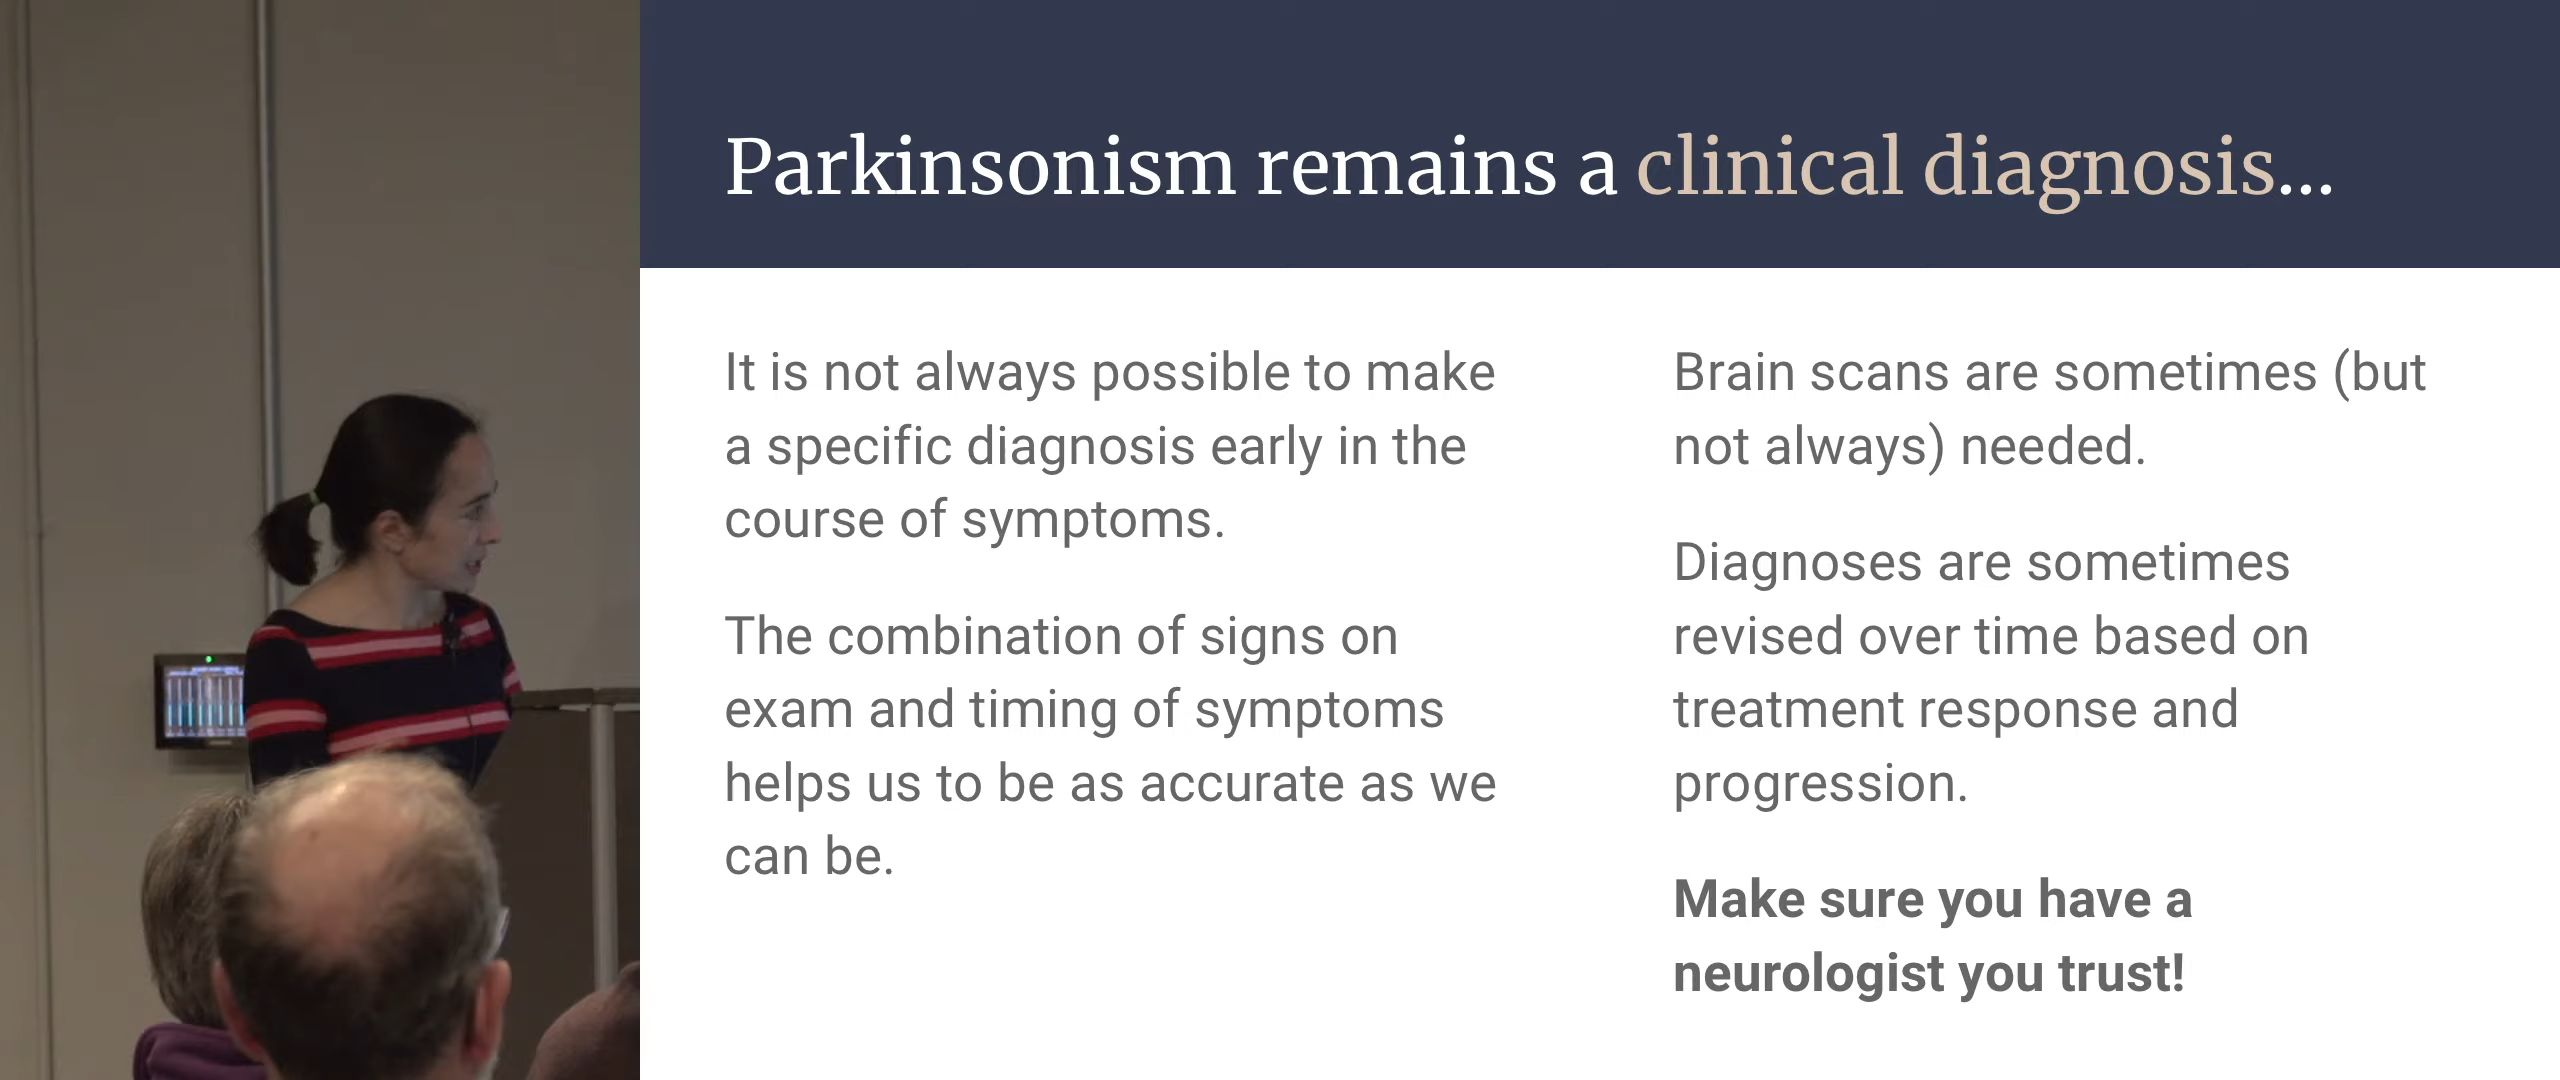 Parkinsonism remains a clinical diagnosis...
It is not always possible to make
a specific diagnosis early in the
course of symptoms.
The combination of signs on
exam and timing of symptoms
helps us to be as accurate as we
can be.
Brain scans are sometimes (but
not always) needed.
Diagnoses are sometimes
revised over time based on
treatment response and
progression.
Make sure you have a
neurologist you trust!